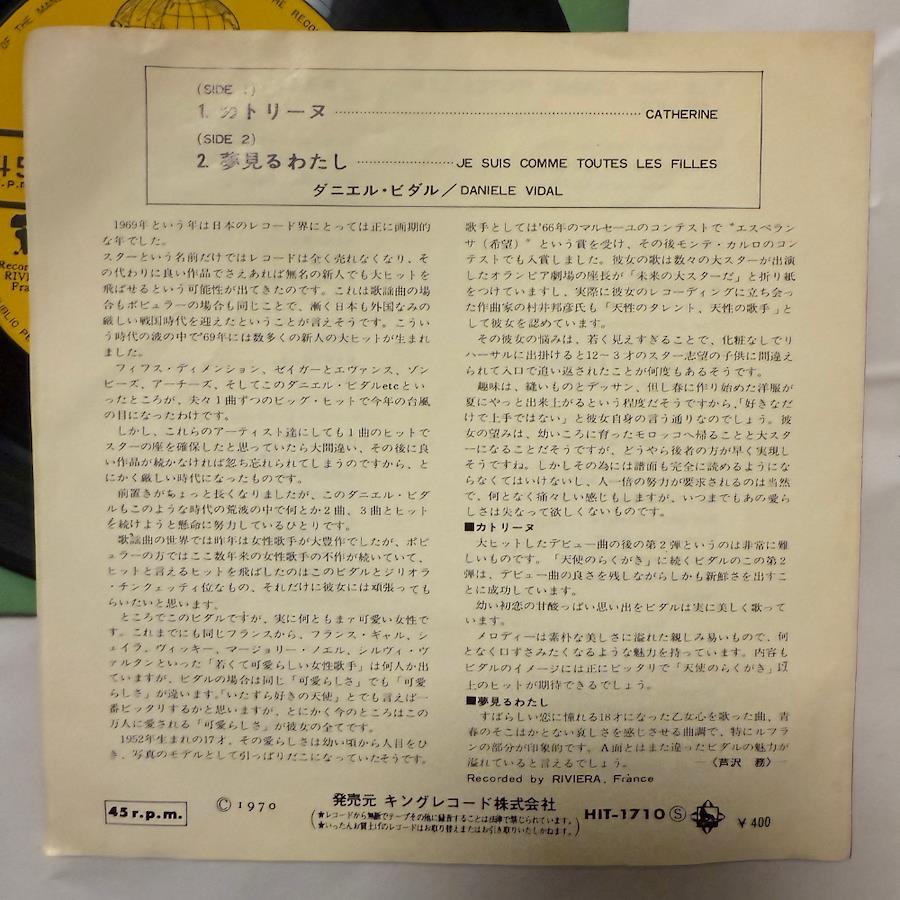 (SIDE 1)
1. カトリーヌ CATHERINE
(SIDE 2)
2. 夢見るわたし JE SUIS COMME TOUTES LES FILLES
ダニエル・ビダル/DANIELE VIDAL
1969年という年は日本のレコード界にとっては正に画期的
な年でした。
スターという名前だけではレコードは全く売れなくなり、そ
の代わりに良い作品でさえあれば無名の新人でも大ヒットを
飛ばせるという可能性が出てきたのです。これは歌謡曲の場
合もポピュラーの場合も同じことで、漸く日本も外国なみの
厳しい戦国時代を迎えたということが言えそうです。こうい
う時代の波の中で'69年には数多くの新人の大ヒットが生まれ
ました。
フィフス・ディメンション、ゼイガーとエヴァンス、ゾン
ビーズ、アーチーズ、そしてこのダニエル・ビダルetcとい
ったところが、夫々1曲ずつのビッグ・ヒットで今年の台風
の目になったわけです。
しかし、これらのアーティスト達にしても1曲のヒットで
スターの座を確保したと思っていたら大間違い、その後に良
い作品が続かなければ忽ち忘れられてしまうのですから、と
にかく厳しい時代になったものです。
前置きがちょっと長くなりましたが、このダニエル・ビダ
ルもこのような時代の荒波の中で何とか2曲、3曲とヒット
を続けようと懸命に努力しているひとりです。
歌謡曲の世界では昨年は女性歌手が大豊作でしたが、ポピ
ュラーの方ではここ数年来の女性歌手の不作が続いていて、
ヒットと言えるヒットを飛ばしたのはこのビダルとジリオラ
・チンクェッティ位なもの、それだけに彼女には頑張っても
らいたいと思います。
ところでこのビダルですが、実に何ともまァ可愛い女性で
す。これまでにも同じフランスから、フランス・ギャル、シ
ェイラ、ヴィッキー、マージョリー・ノエル、シルヴィ・ヴ
ァルタンといった「若くて可愛らしい女性歌手」は何人か出
ていますが、ビダルの場合は同じ「可愛らしさ」でも「可愛
らしさ」が違います。「いたずら好きの天使」とでも言えば一
番ピッタリするかと思いますが、とにかく今のところはこの
万人に愛される「可愛らしさ」が彼女の全てです。
1952年生まれの17才、その愛らしさは幼い頃から人目をひ
き、写真のモデルとして引っぱりだこになっていたそうです。
歌手としては'66年のマルセーユのコンテストで“エスペラン
サ（希望）”という賞を受け、その後モンテ・カルロのコン
テストでも入賞しました。彼女の歌は数々の大スターが出演
したオランピア劇場の座長が「未来の大スターだ」と折り紙
をつけていますし、実際に彼女のレコーディングに立ち会っ
た作曲家の村井邦彦氏も「天性のタレント、天性の歌手」と
して彼女を認めています。
その彼女の悩みは、若く見えすぎることで、化粧なしでリ
ハーサルに出掛けると12〜3才のスター志望の子供に間違え
られて入口で追い返されたことが何度もあるそうです。
趣味は、縫いものとデッサン、但し春に作り始めた洋服が
夏にやっと出来上がるという程度だそうですから、「好きなだ
けで上手ではない」と彼女自身の言う通りなのでしょう。彼
女の望みは、幼いころに育ったモロッコへ帰ることと大スタ
ーになることだそうですが、どうやら後者の方が早く実現し
そうですね。しかしその為には譜面も完全に読めるようにな
らなくてはいけないし、人一倍の努力が要求されるのは当然
で、何となく痛々しい感じもしますが、いつまでもあの愛ら
しさは失なって欲しくないものです。
■カトリーヌ
大ヒットしたデビュー曲の後の第2弾というのは非常に難
しいものです。「天使のらくがき」に続くビダルのこの第2
弾は、デビュー曲の良さを残しながらしかも新鮮さを出すこ
とに成功しています。
幼い初恋の甘酸っぱい思い出をビダルは実に美しく歌って
います。
メロディーは素朴な美しさに溢れた親しみ易いもので、何
となく口ずさみたくなるような魅力を持っています。内容も
ビダルのイメージには正にピッタリで「天使のらくがき」以
上のヒットが期待できるでしょう。
■夢見るわたし
すばらしい恋に憧れる18才になった乙女心を歌った曲、青
春のそこはかとない哀しさを感じさせる曲調で、特にルフラ
ンの部分が印象的です。A面とはまた違ったビダルの魅力が
溢れていると言えるでしょう。 —〈芦沢 務〉—
Recorded by RIVIERA, France
45 r.p.m.
Ⓒ 1970
発売元 キングレコード株式会社
★レコードから無断でテープその他に録音することは法律で禁じられています。
★いったんお買上げのレコードはお取り替えまたはお引き取りいたしかねます。
HIT-1710 Ⓢ
￥400